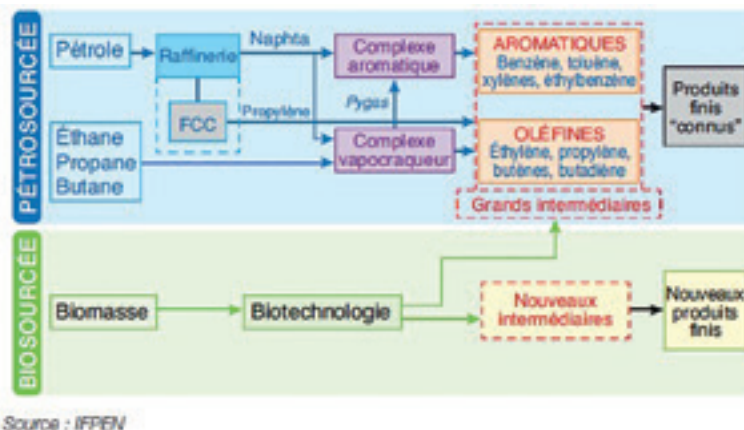 PÉTROSOURCÉE
Pétrole
Raffinerie
Naphta
Complexe
aromatique
AROMATIQUES
Benzène, toluène,
xylènes, éthylbenzène
Produits
finis
"connus"
FCC
Propylène
Pygas
Éthane
Propane
Butane
Complexe
vapocraqueur
OLÉFINES
Éthylène, propylène,
butènes, butadiène
Grands intermédiaires
BIOSOURCÉE
Biomasse
Biotechnologie
Nouveaux
intermédiaires
Nouveaux
produits
finis
Source : IFPEN